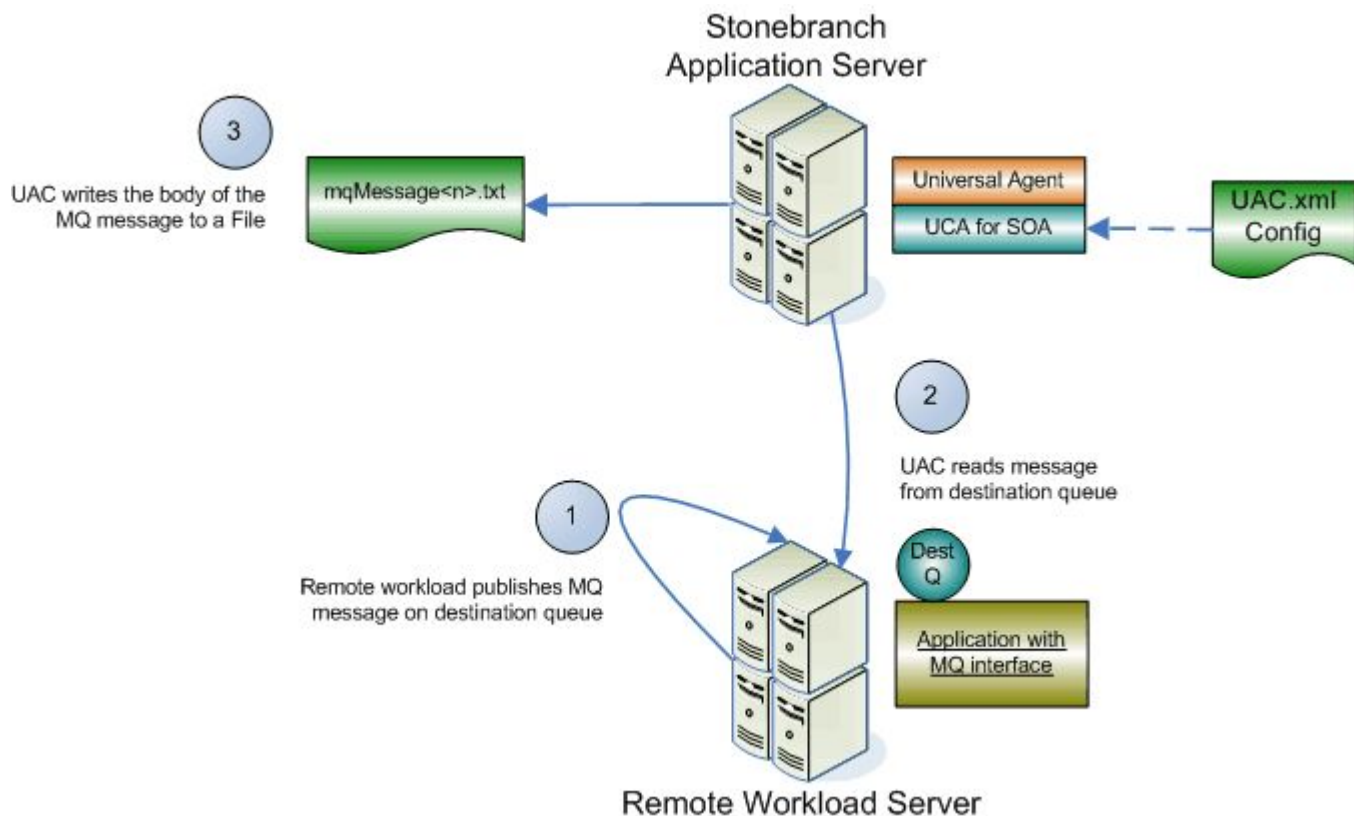 Stonebranch
Application Server
3
UAC writes the body of the
MQ message to a File
mqMessage<n>.txt
Universal Agent
UCA for SOA
UAC.xml
Config
2
UAC reads message
from destination queue
1
Remote workload publishes MQ
message on destination queue
Dest
Q
Application with
MQ interface
Remote Workload Server